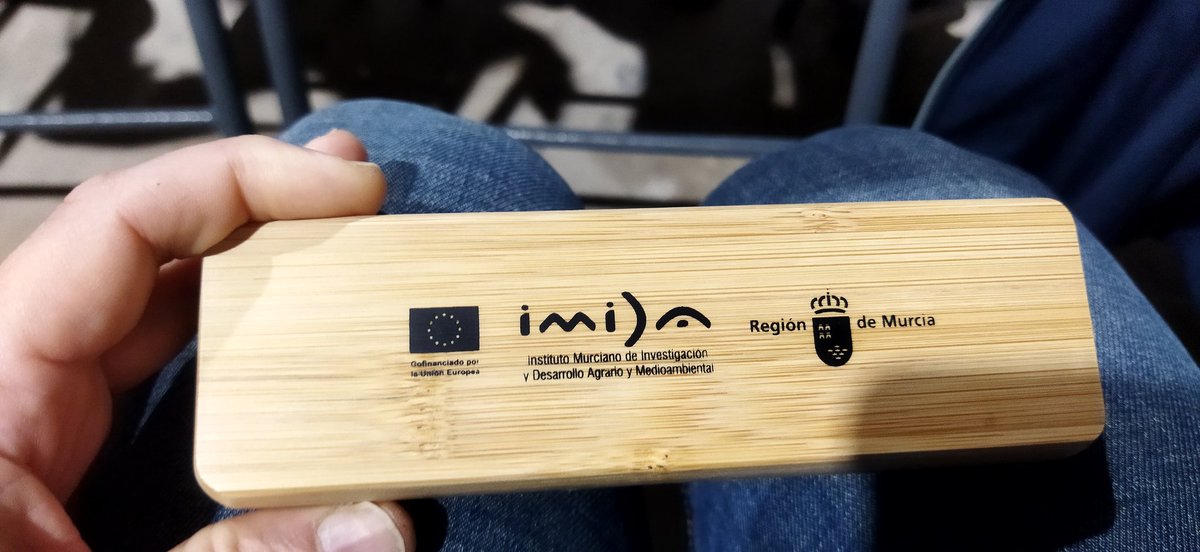 Cofinanciado por
la Unión Europea
imida
Instituto Murciano de Investigación
y Desarrollo Agrario y Medioambiental
Región de Murcia